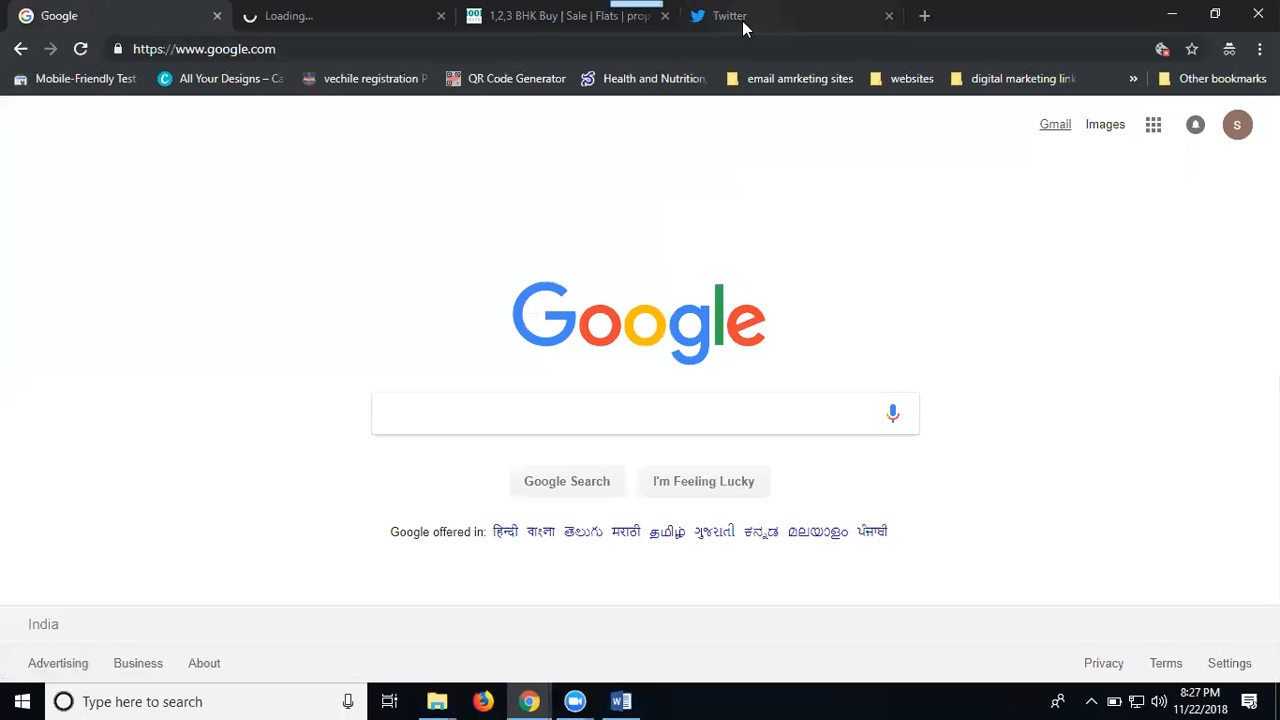 Google Loading... 1,2,3 BHK Buy | Sale | Flats | prop Twitter
https://www.google.com
Mobile-Friendly Test All Your Designs – Ca vechile registration P QR Code Generator Health and Nutrition, email amrketing sites websites digital marketing link » Other bookmarks
Gmail Images S
Google
Google Search I'm Feeling Lucky
Google offered in: हिन्दी বাংলা తెలుగు मराठी தமிழ் ગુજરાતી ಕನ್ನಡ മലയാളം ਪੰਜਾਬੀ
India
Advertising Business About Privacy Terms Settings
Type here to search 8:27 PM
11/22/2018